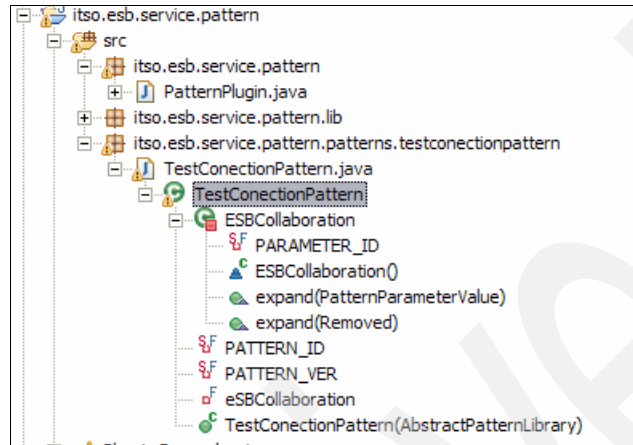 itso.esb.service.pattern
src
itso.esb.service.pattern
PatternPlugin.java
itso.esb.service.pattern.lib
itso.esb.service.pattern.patterns.testconectionpattern
TestConectionPattern.java
TestConectionPattern
ESBCollaboration
PARAMETER_ID
ESBCollaboration()
expand(PatternParameterValue)
expand(Removed)
PATTERN_ID
PATTERN_VER
eSBCollaboration
TestConectionPattern(AbstractPatternLibrary)